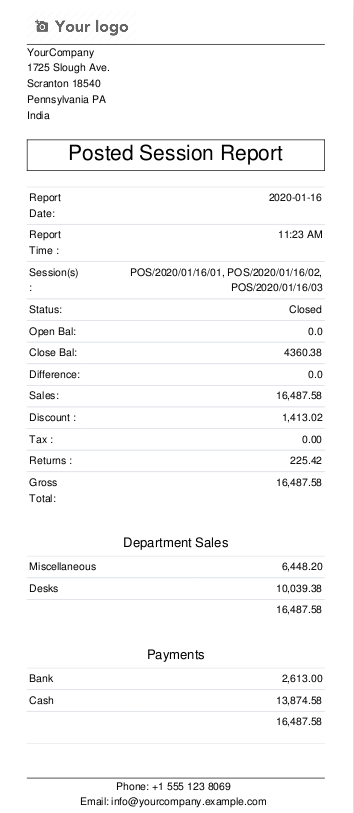 Your logo
YourCompany
1725 Slough Ave.
Scranton 18540
Pennsylvania PA
India
Posted Session Report
Report 2020-01-16
Date:
Report 11:23 AM
Time :
Session(s) POS/2020/01/16/01, POS/2020/01/16/02,
: POS/2020/01/16/03
Status: Closed
Open Bal: 0.0
Close Bal: 4360.38
Difference: 0.0
Sales: 16,487.58
Discount : 1,413.02
Tax : 0.00
Returns : 225.42
Gross 16,487.58
Total:
Department Sales
Miscellaneous 6,448.20
Desks 10,039.38
16,487.58
Payments
Bank 2,613.00
Cash 13,874.58
16,487.58
Phone: +1 555 123 8069
Email: info@yourcompany.example.com